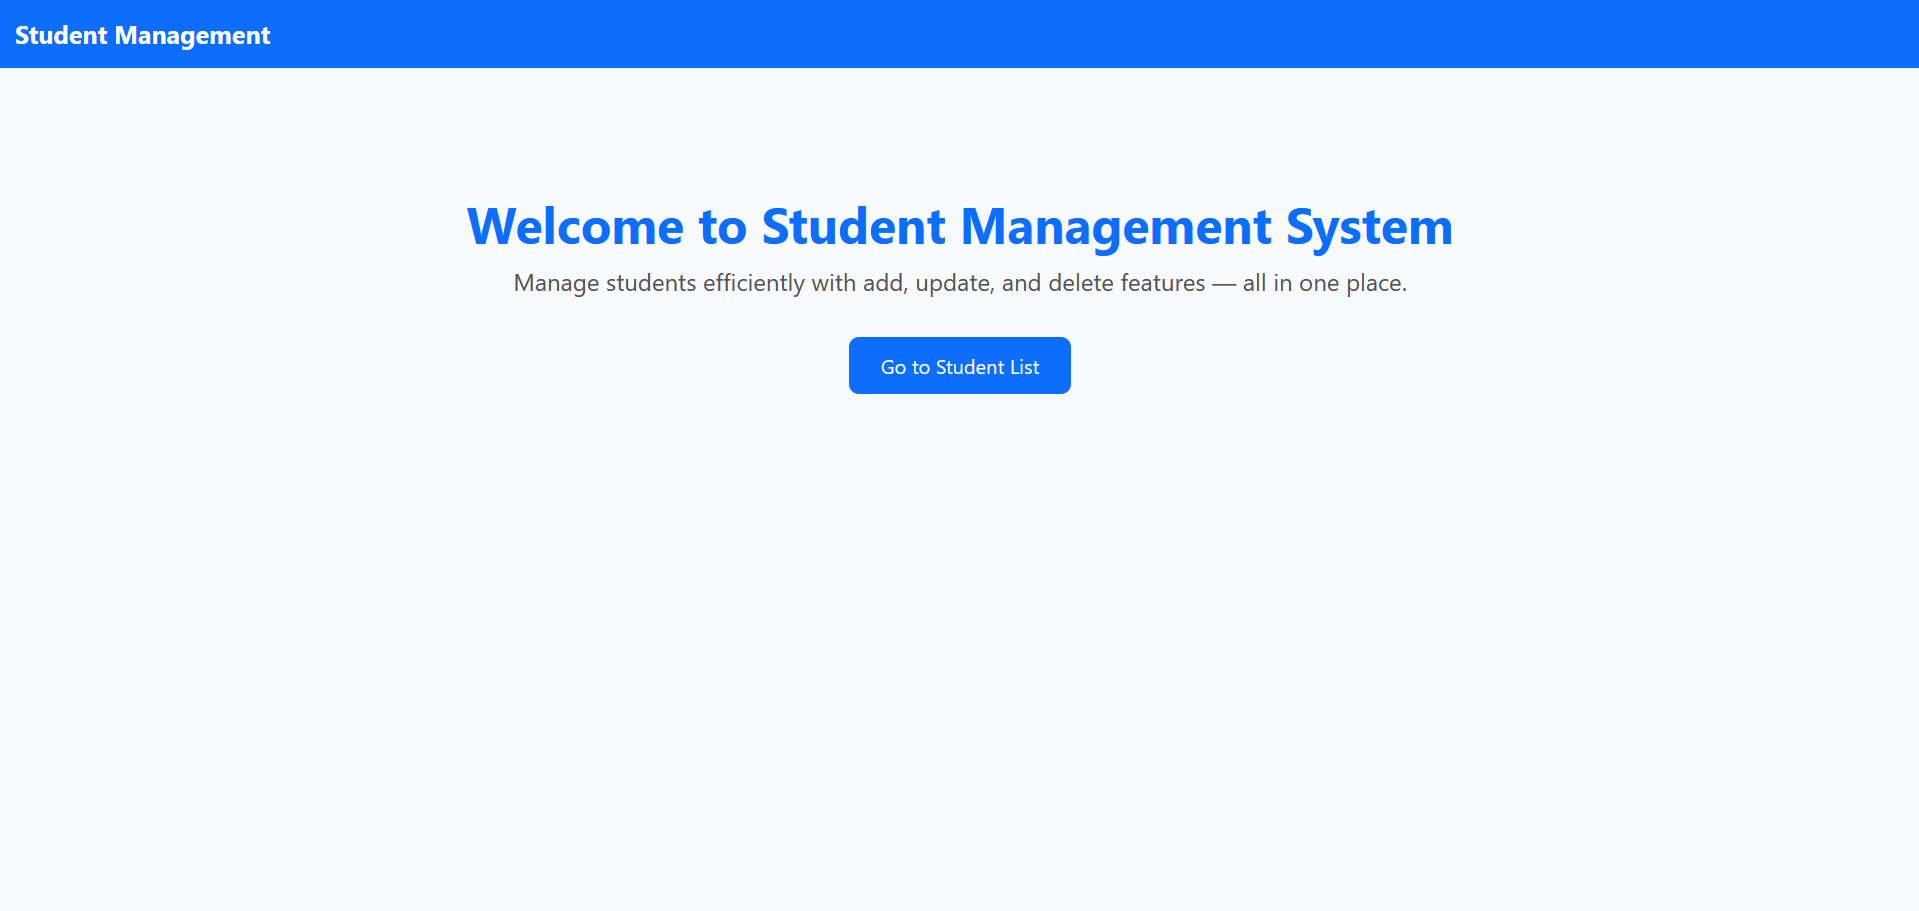 Student Management
Welcome to Student Management System
Manage students efficiently with add, update, and delete features — all in one place.
Go to Student List